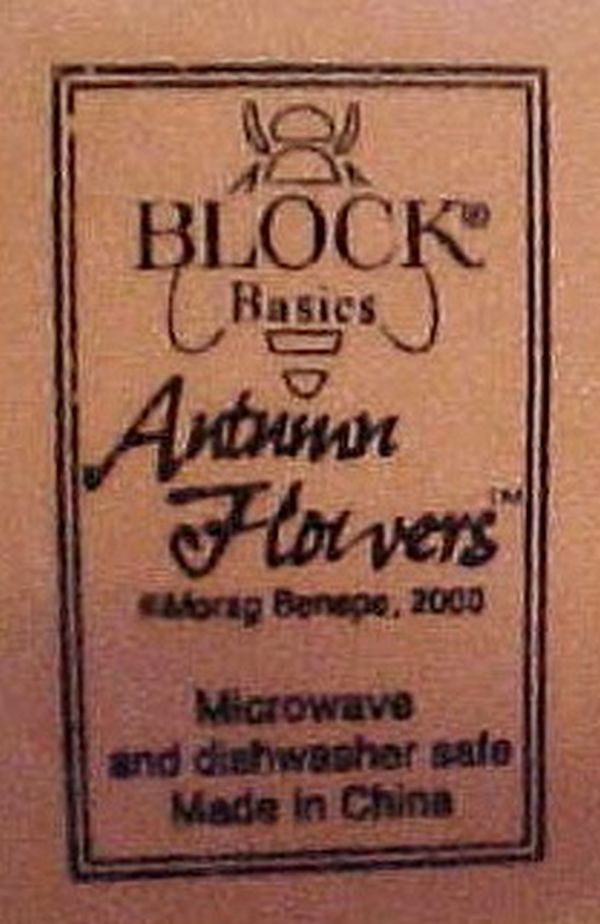 BLOCK®
Basics
Autumn
Flowers™
©Morag Benepe, 2000
Microwave
and dishwasher safe
Made in China